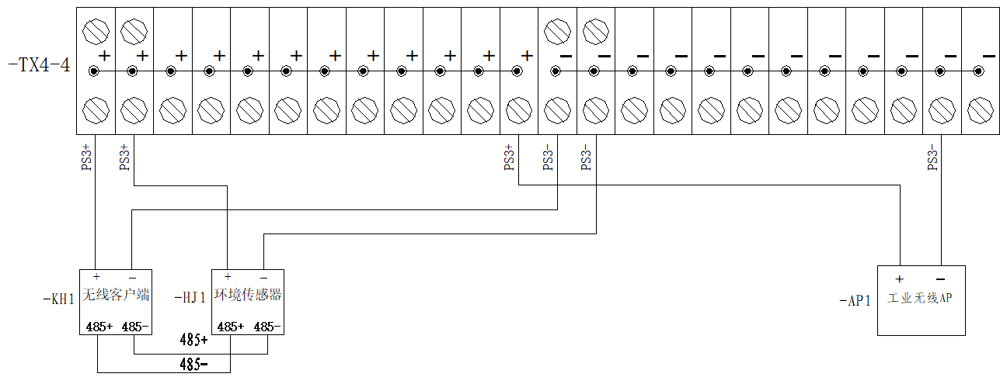 + + + + + + + + + + + + − − − − − − − − − − − −
-TX4-4
PS3+ PS3+ PS3+ PS3- PS3- PS3-
+ − + − + −
-KH1 无线客户端 -HJ1 环境传感器 -AP1 工业无线AP
485+ 485- 485+ 485-
485+
485-